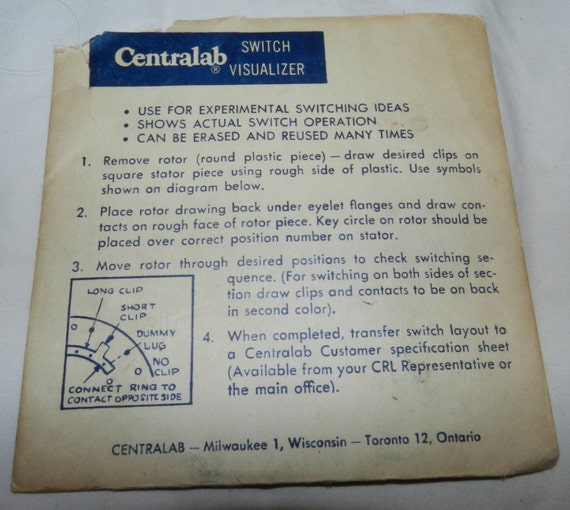 Centralab® SWITCH
VISUALIZER
• USE FOR EXPERIMENTAL SWITCHING IDEAS
• SHOWS ACTUAL SWITCH OPERATION
• CAN BE ERASED AND REUSED MANY TIMES
1. Remove rotor (round plastic piece) — draw desired clips on
square stator piece using rough side of plastic. Use symbols
shown on diagram below.
2. Place rotor drawing back under eyelet flanges and draw con-
tacts on rough face of rotor piece. Key circle on rotor should be
placed over correct position number on stator.
3. Move rotor through desired positions to check switching se-
quence. (For switching on both sides of sec-
tion draw clips and contacts to be on back
in second color).
LONG CLIP
SHORT
CLIP
DUMMY
LUG
NO
CLIP
CONNECT RING TO
CONTACT OPPOSITE SIDE
4. When completed, transfer switch layout to
a Centralab Customer specification sheet
(Available from your CRL Representative or
the main office).
CENTRALAB — Milwaukee 1, Wisconsin — Toronto 12, Ontario